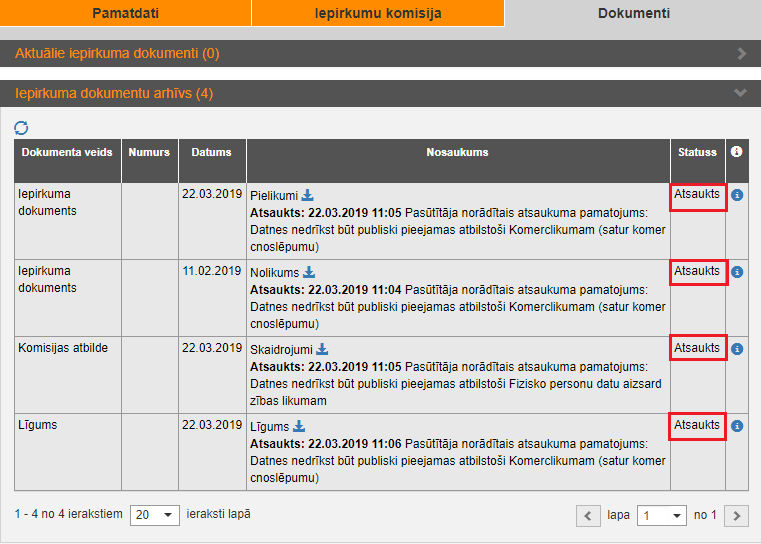 Pamatdati Iepirkumu komisija Dokumenti
Aktuālie iepirkuma dokumenti (0)
Iepirkuma dokumentu arhīvs (4)
Dokumenta veids Numurs Datums Nosaukums Statuss
Iepirkuma dokuments 22.03.2019 Pielikumi Atsaukts
Atsaukts: 22.03.2019 11:05 Pasūtītāja norādītais atsaukuma pamatojums:
Datnes nedrīkst būt publiski pieejamas atbilstoši Komerclikumam (satur komer
cnoslēpumu)
Iepirkuma dokuments 11.02.2019 Nolikums Atsaukts
Atsaukts: 22.03.2019 11:04 Pasūtītāja norādītais atsaukuma pamatojums:
Datnes nedrīkst būt publiski pieejamas atbilstoši Komerclikumam (satur komer
cnoslēpumu)
Komisijas atbilde 22.03.2019 Skaidrojumi Atsaukts
Atsaukts: 22.03.2019 11:05 Pasūtītāja norādītais atsaukuma pamatojums:
Datnes nedrīkst būt publiski pieejamas atbilstoši Fizisko personu datu aizsard
zības likumam
Līgums 22.03.2019 Līgums Atsaukts
Atsaukts: 22.03.2019 11:06 Pasūtītāja norādītais atsaukuma pamatojums:
Datnes nedrīkst būt publiski pieejamas atbilstoši Komerclikumam (satur komer
cnoslēpumu)
1 - 4 no 4 ierakstiem 20 ieraksti lapā lapa 1 no 1